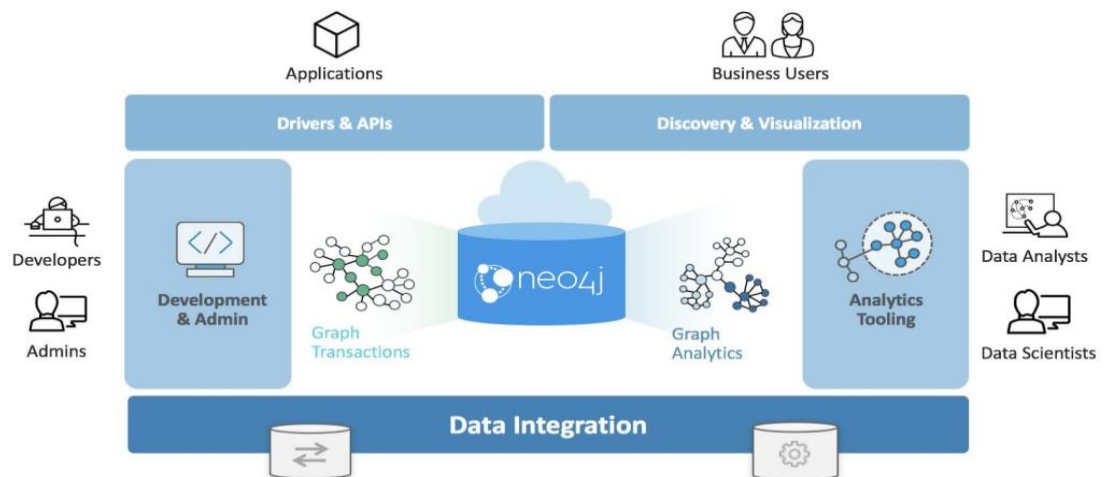 Applications
Business Users
Drivers & APIs
Discovery & Visualization
Developers
Admins
</>
Development
& Admin
Graph
Transactions
neo4j
Graph
Analytics
Analytics
Tooling
Data Analysts
Data Scientists
Data Integration